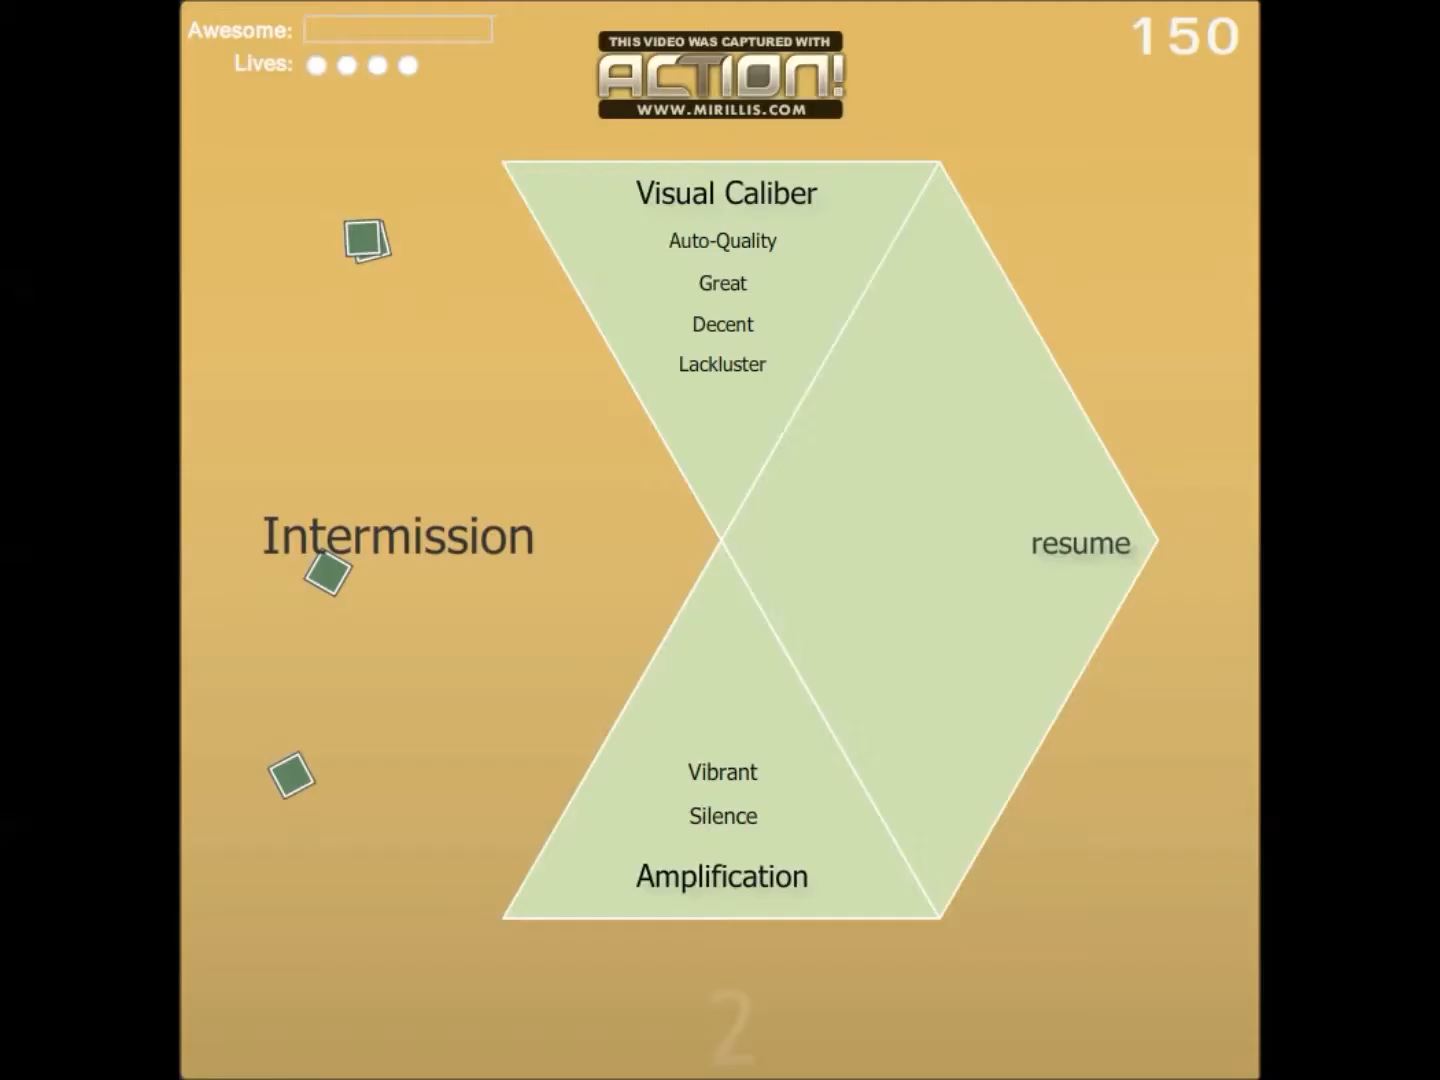 Awesome:
Lives:
THIS VIDEO WAS CAPTURED WITH
ACTION!
WWW.MIRILLIS.COM
150
Visual Caliber
Auto-Quality
Great
Decent
Lackluster
Intermission
resume
Vibrant
Silence
Amplification
2